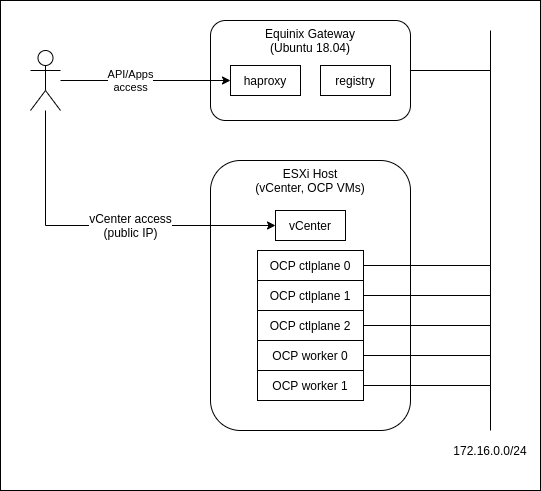 Equinix Gateway
(Ubuntu 18.04)
API/Apps
access
haproxy
registry
ESXi Host
(vCenter, OCP VMs)
vCenter access
(public IP)
vCenter
OCP ctlplane 0
OCP ctlplane 1
OCP ctlplane 2
OCP worker 0
OCP worker 1
172.16.0.0/24